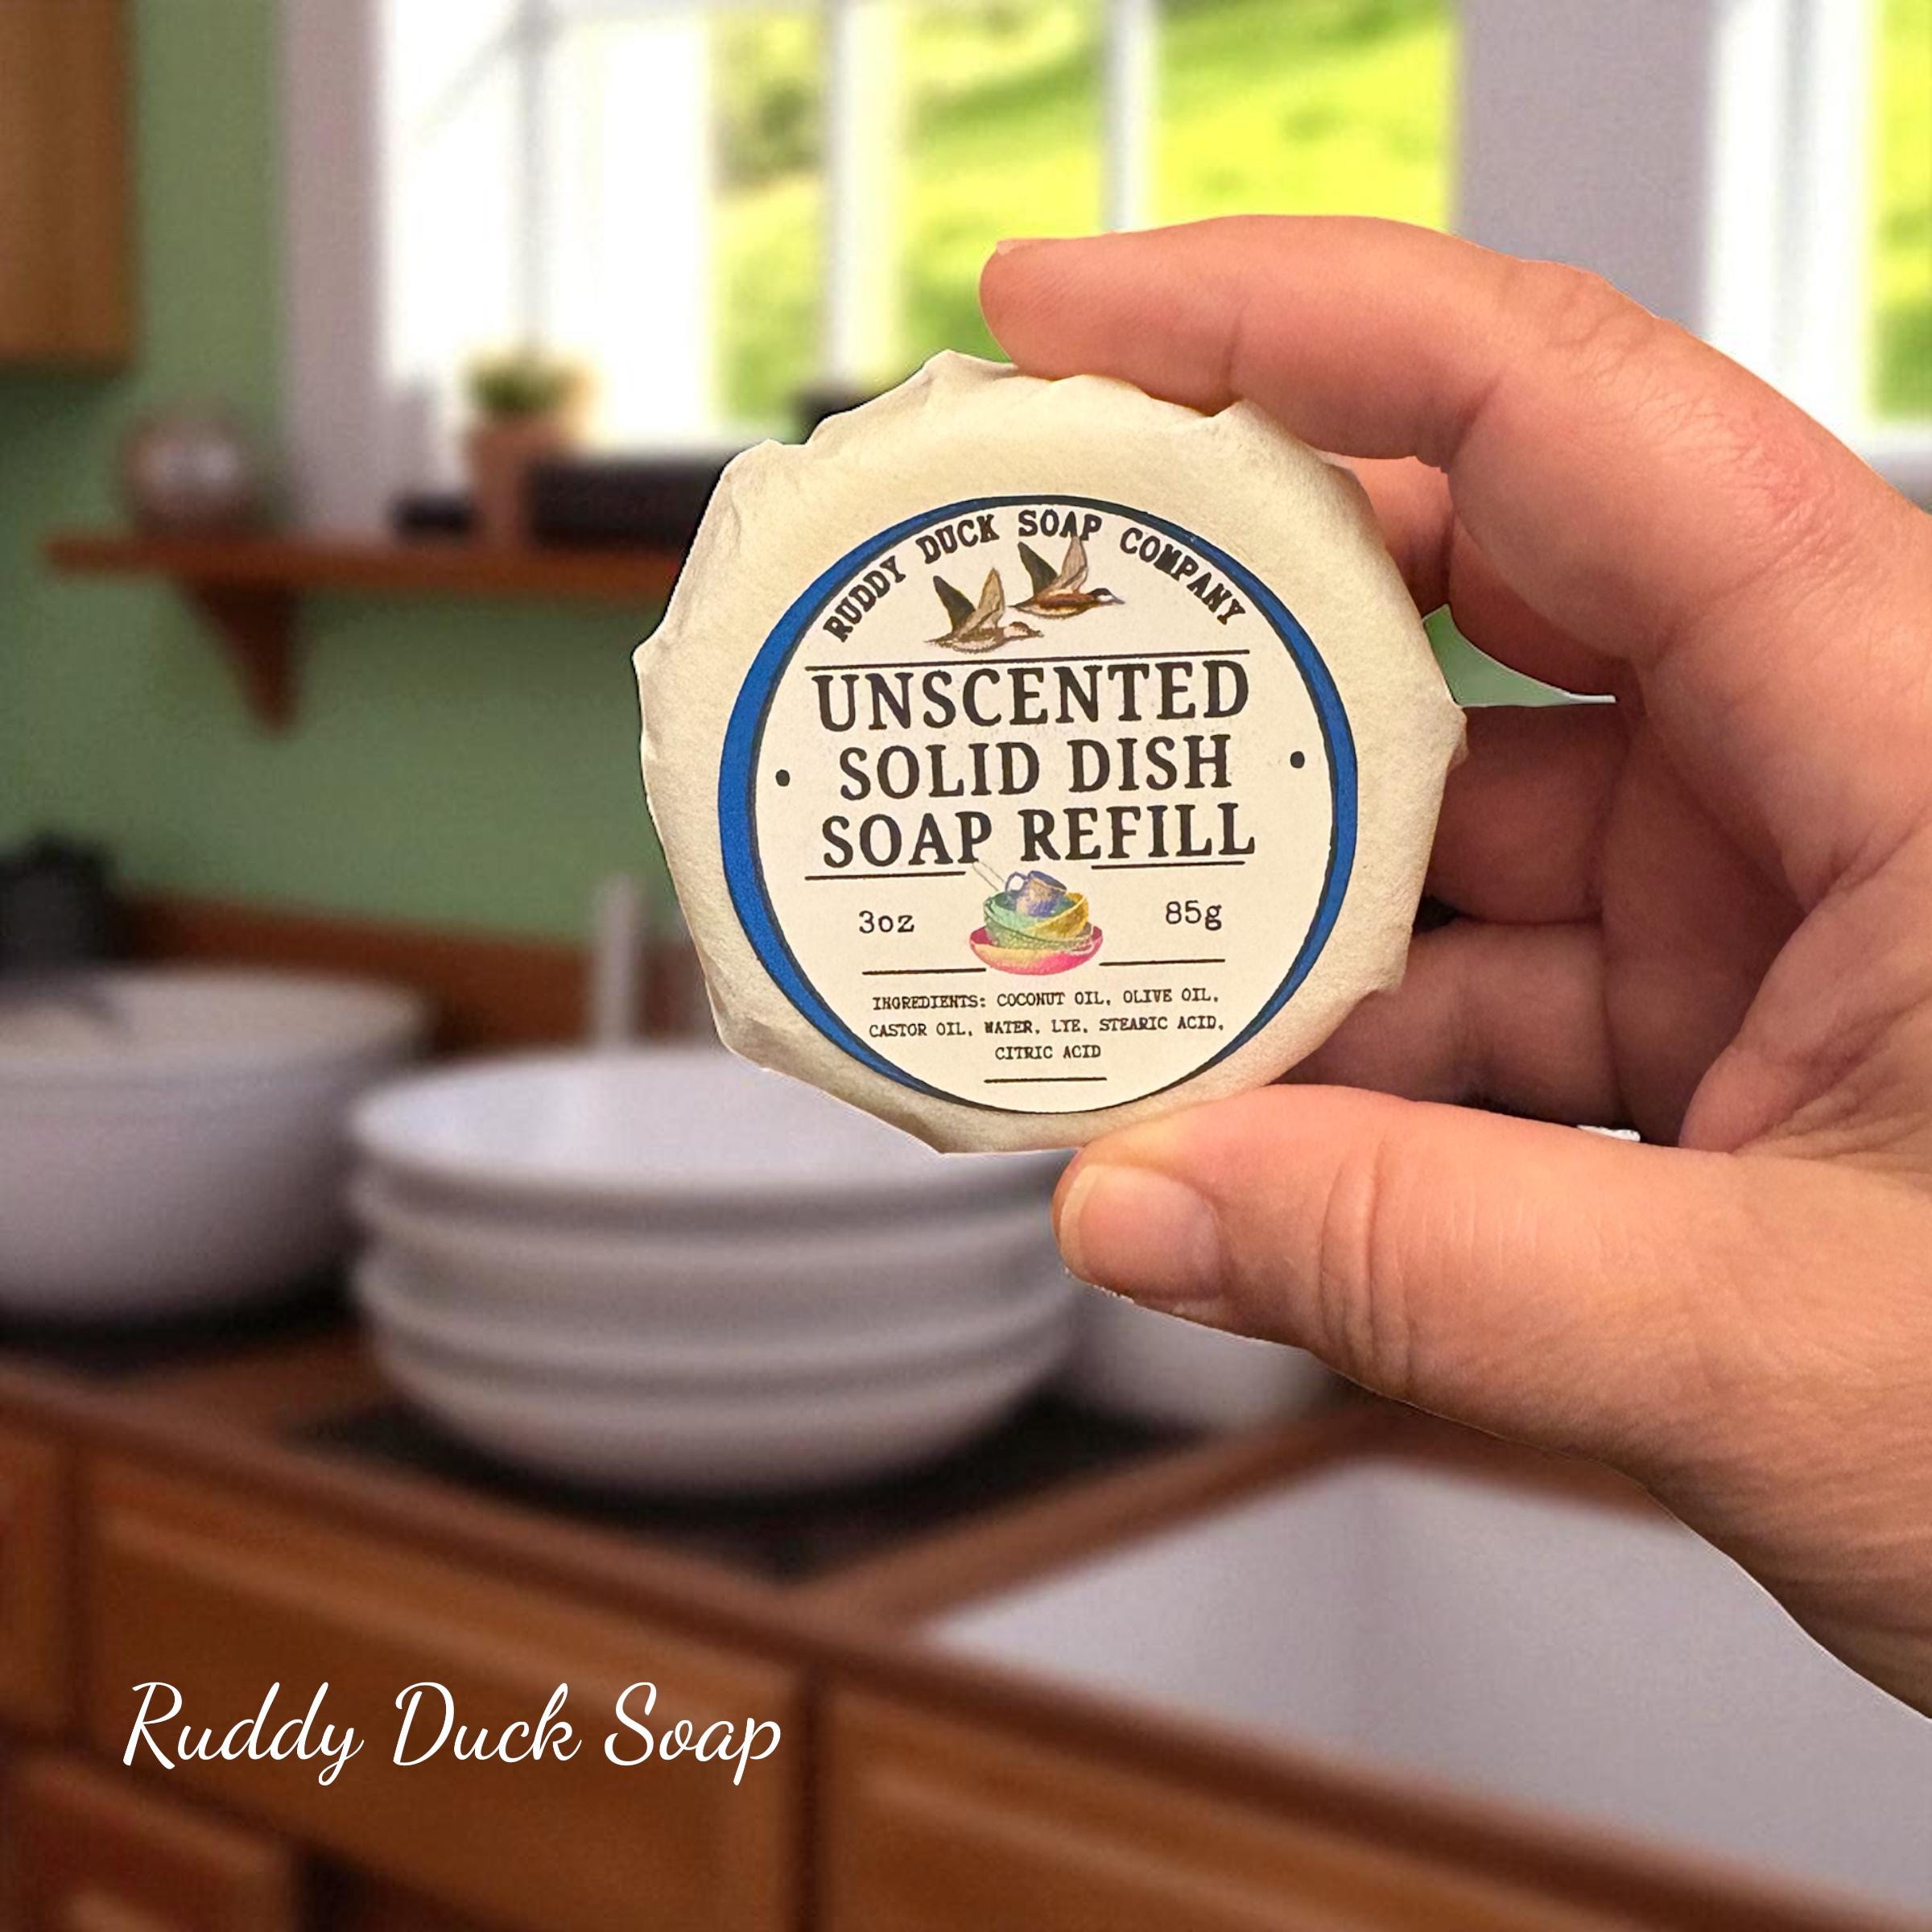 RUDDY DUCK SOAP COMPANY
UNSCENTED
SOLID DISH
SOAP REFILL
3oz 85g
INGREDIENTS: COCONUT OIL, OLIVE OIL,
CASTOR OIL, WATER, LYE, STEARIC ACID,
CITRIC ACID
Ruddy Duck Soap